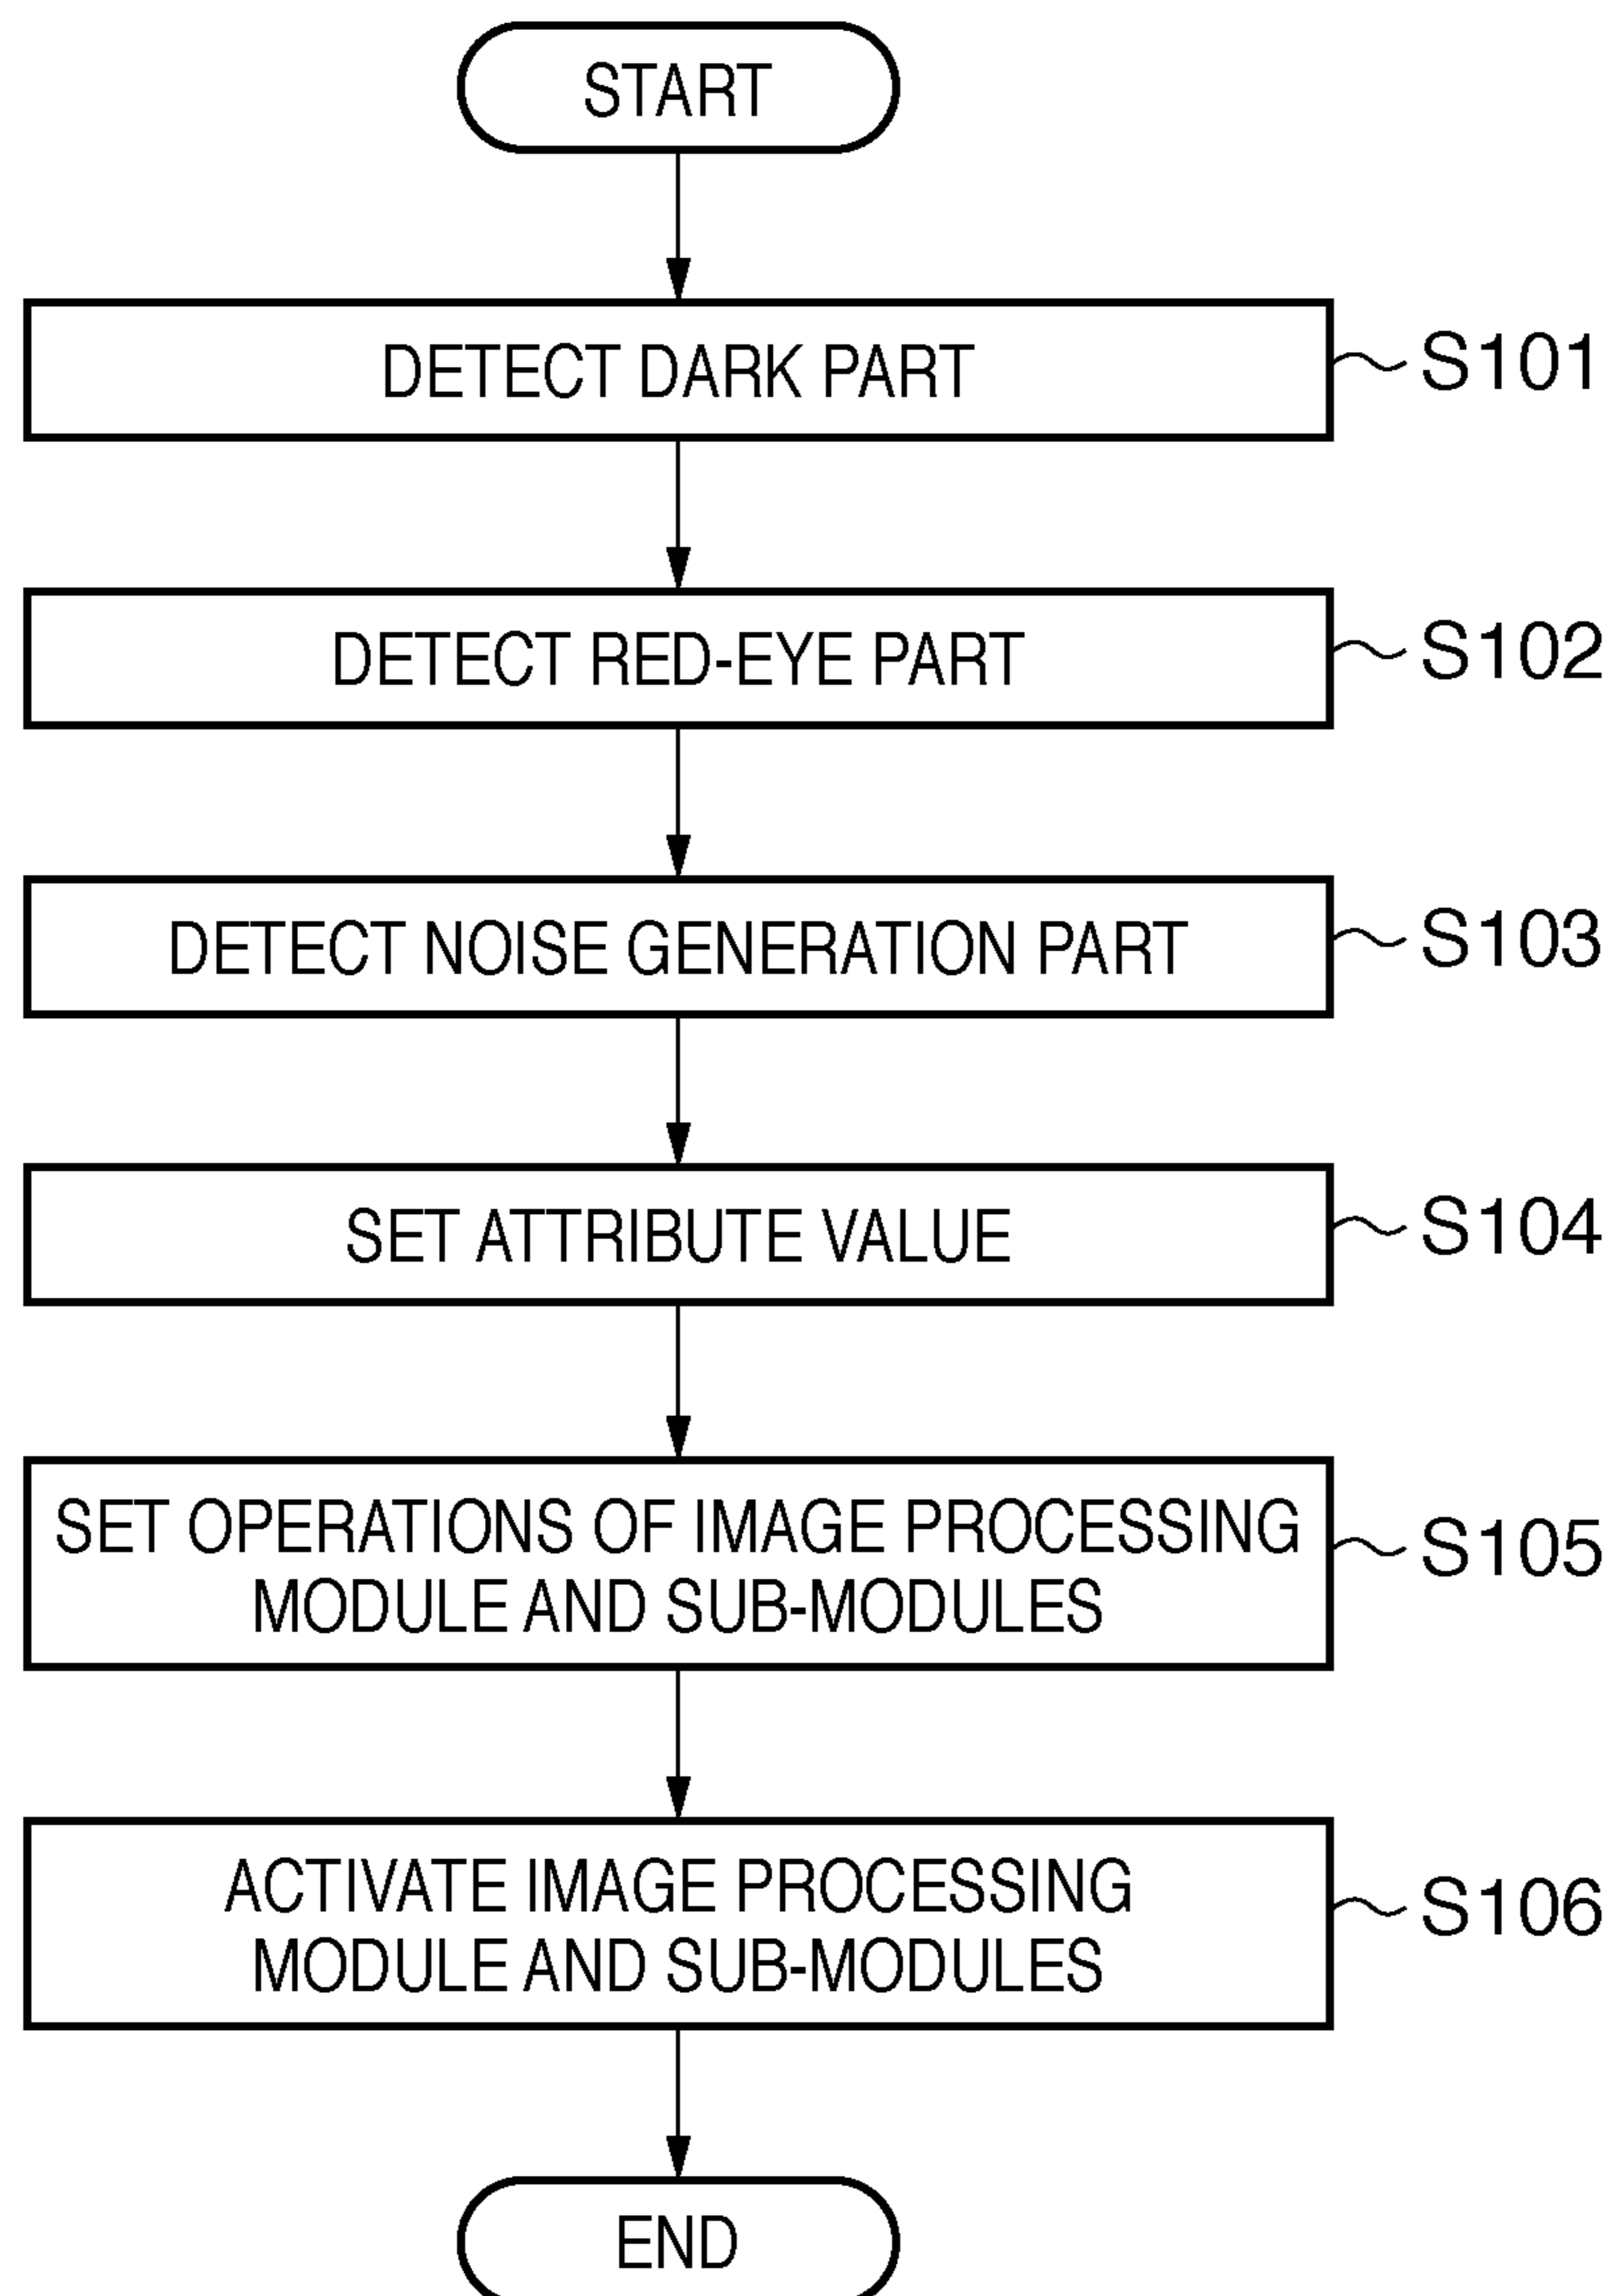 START
DETECT DARK PART
S101
DETECT RED-EYE PART
S102
DETECT NOISE GENERATION PART
S103
SET ATTRIBUTE VALUE
S104
SET OPERATIONS OF IMAGE PROCESSING
MODULE AND SUB-MODULES
S105
ACTIVATE IMAGE PROCESSING
MODULE AND SUB-MODULES
S106
END